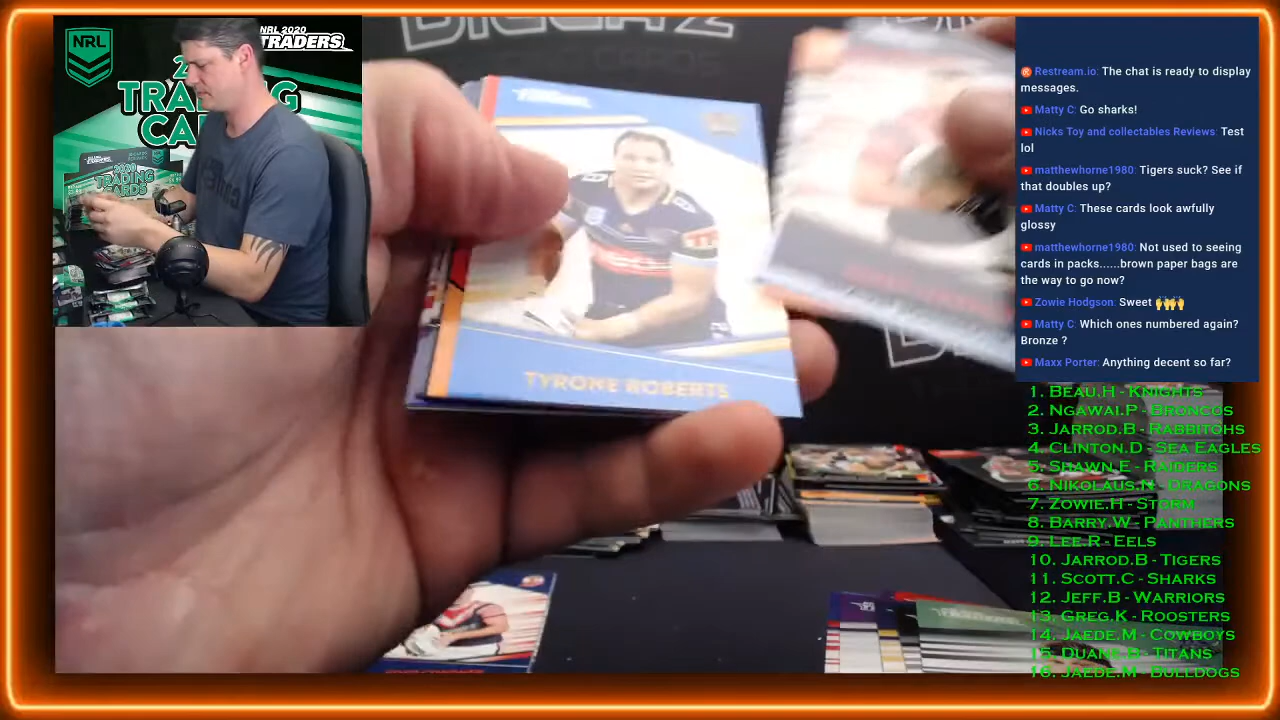 NRL
NRL 2020
TRADERS
2
TRADING
CA
2020
TRADING
CARDS
DIGGAZ
CARDS
TYRONE ROBERTS
Restream.io: The chat is ready to display
messages.
Matty C: Go sharks!
Nicks Toy and collectables Reviews: Test
lol
matthewhorne1980: Tigers suck? See if
that doubles up?
Matty C: These cards look awfully
glossy
matthewhorne1980: Not used to seeing
cards in packs......brown paper bags are
the way to go now?
Zowie Hodgson: Sweet 🙌🙌
Matty C: Which ones numbered again?
Bronze ?
Maxx Porter: Anything decent so far?
1. Beau.H - Knights
2. Ngawai.P - Broncos
3. Jarrod.B - Rabbitohs
4. Clinton.D - Sea Eagles
5. Shawn.E - Raiders
6. Nikolaus.N - Dragons
7. Zowie.H - Storm
8. Barry.W - Panthers
9. Lee.R - Eels
10. Jarrod.B - Tigers
11. Scott.C - Sharks
12. Jeff.B - Warriors
13. Greg.K - Roosters
14. Jaede.M - Cowboys
15. Duane.B - Titans
16. Jaede.M - Bulldogs